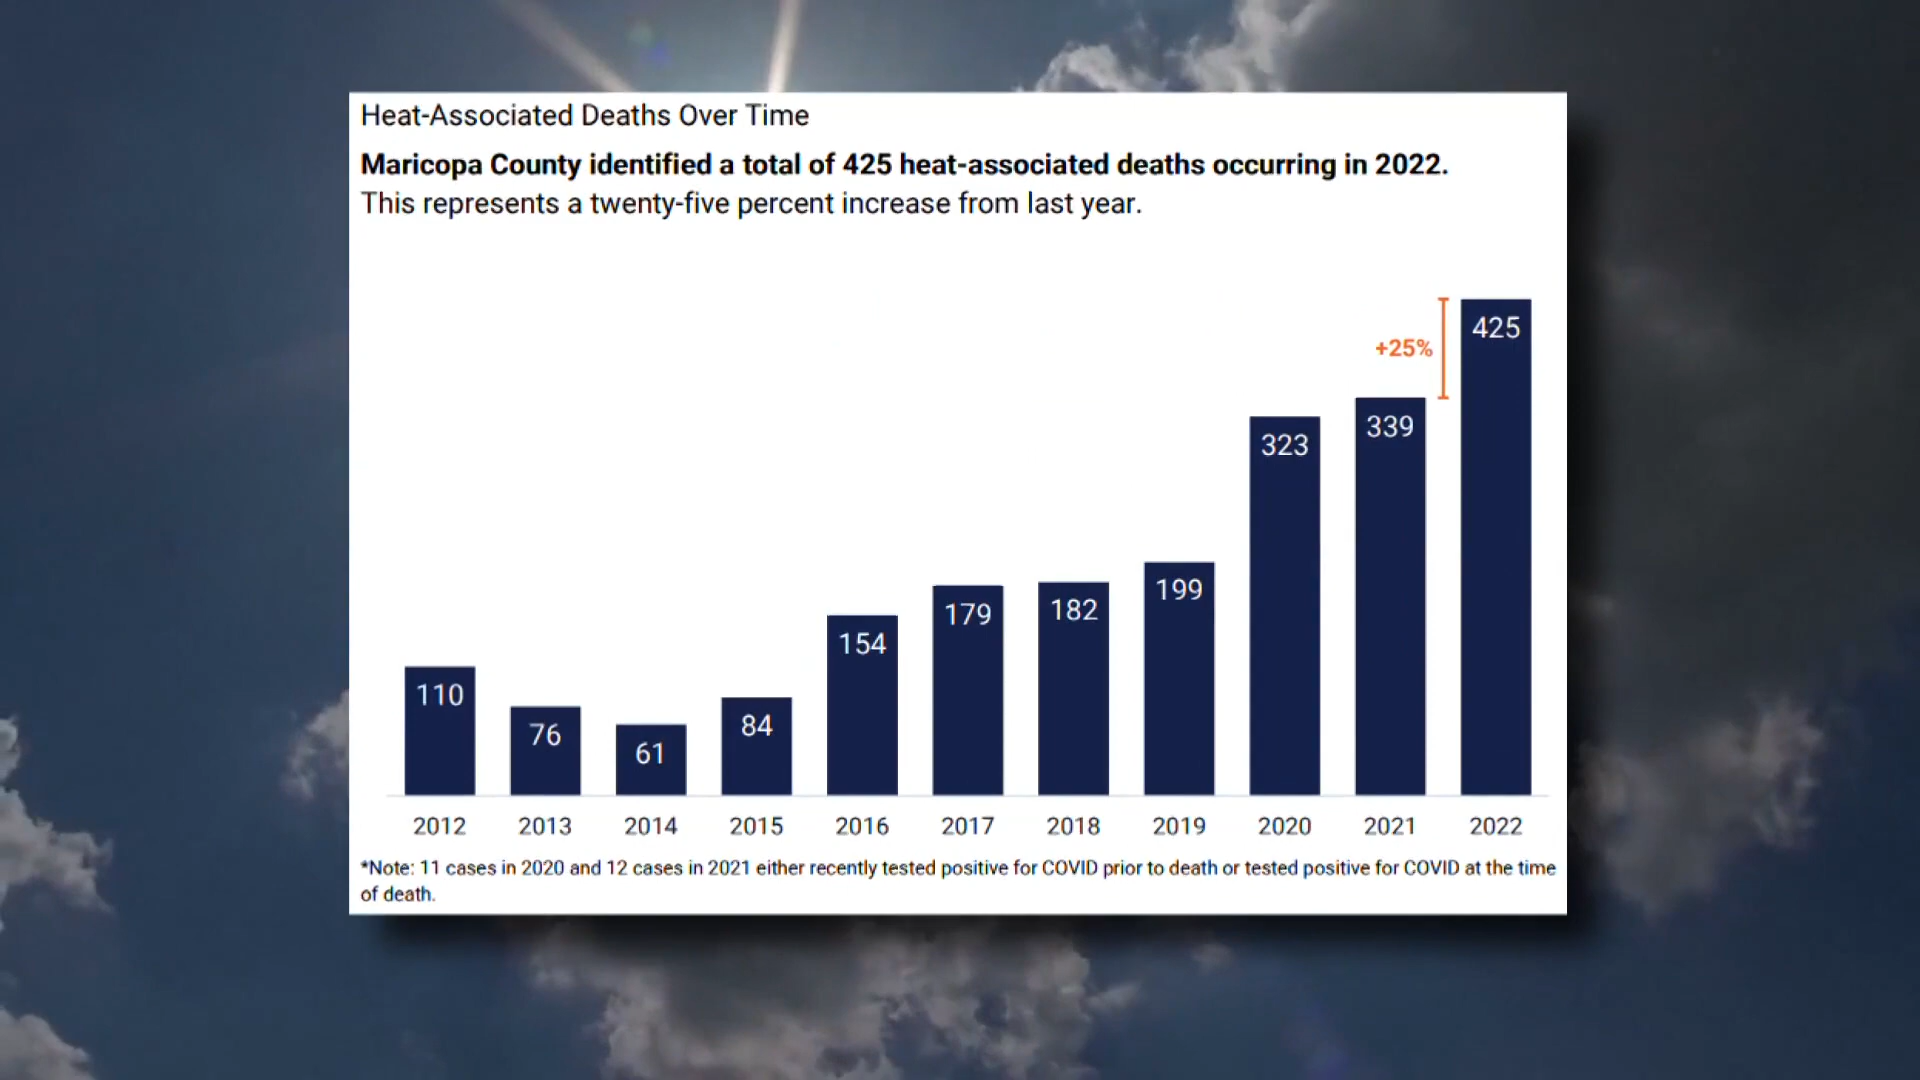 Heat-Associated Deaths Over Time
Maricopa County identified a total of 425 heat-associated deaths occurring in 2022.
This represents a twenty-five percent increase from last year.
+25%
425
339
323
199
182
179
154
110
84
76
61
2012 2013 2014 2015 2016 2017 2018 2019 2020 2021 2022
*Note: 11 cases in 2020 and 12 cases in 2021 either recently tested positive for COVID prior to death or tested positive for COVID at the time
of death.